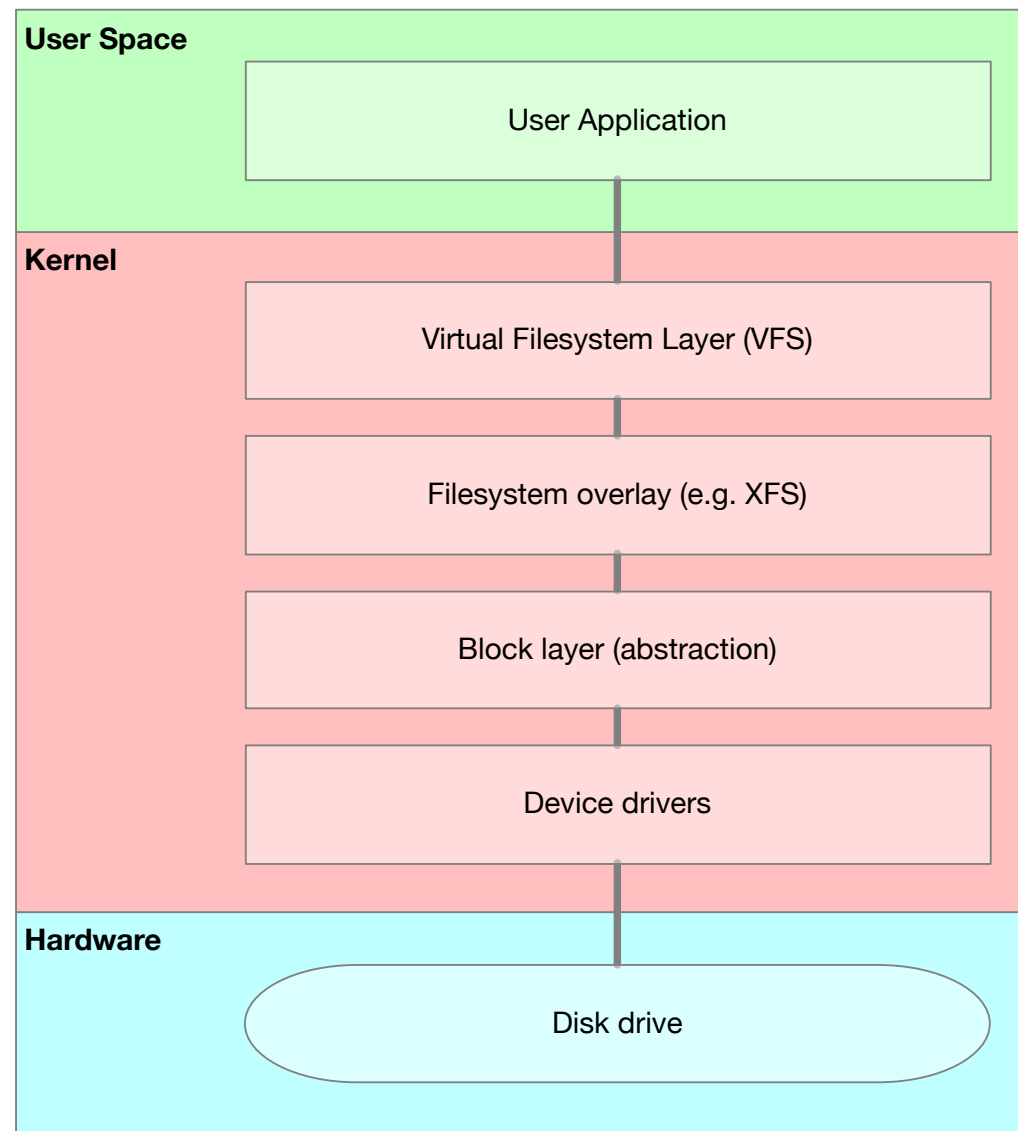 User Space
User Application
Kernel
Virtual Filesystem Layer (VFS)
Filesystem overlay (e.g. XFS)
Block layer (abstraction)
Device drivers
Hardware
Disk drive